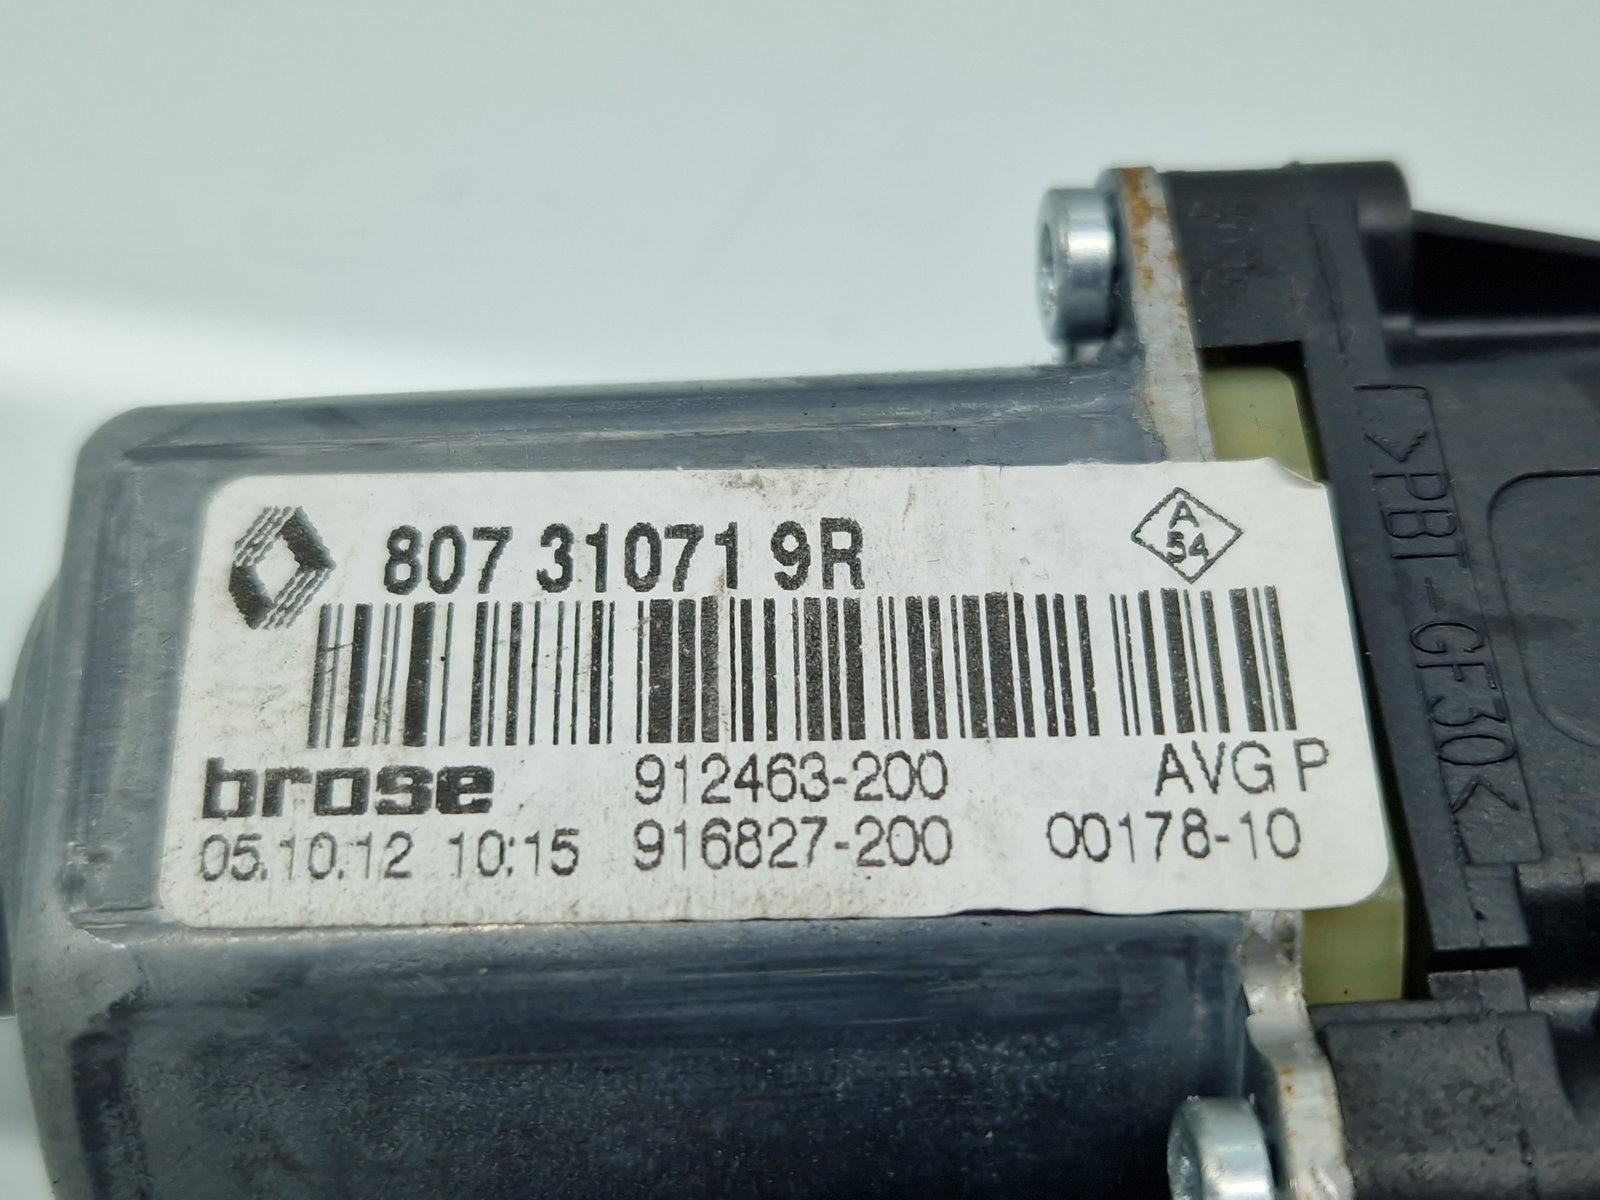 807 31071 9R
A
54
brose
912463-200
AVG P
05.10.12 10:15
916827-200
00178-10
>PBT-GF30<